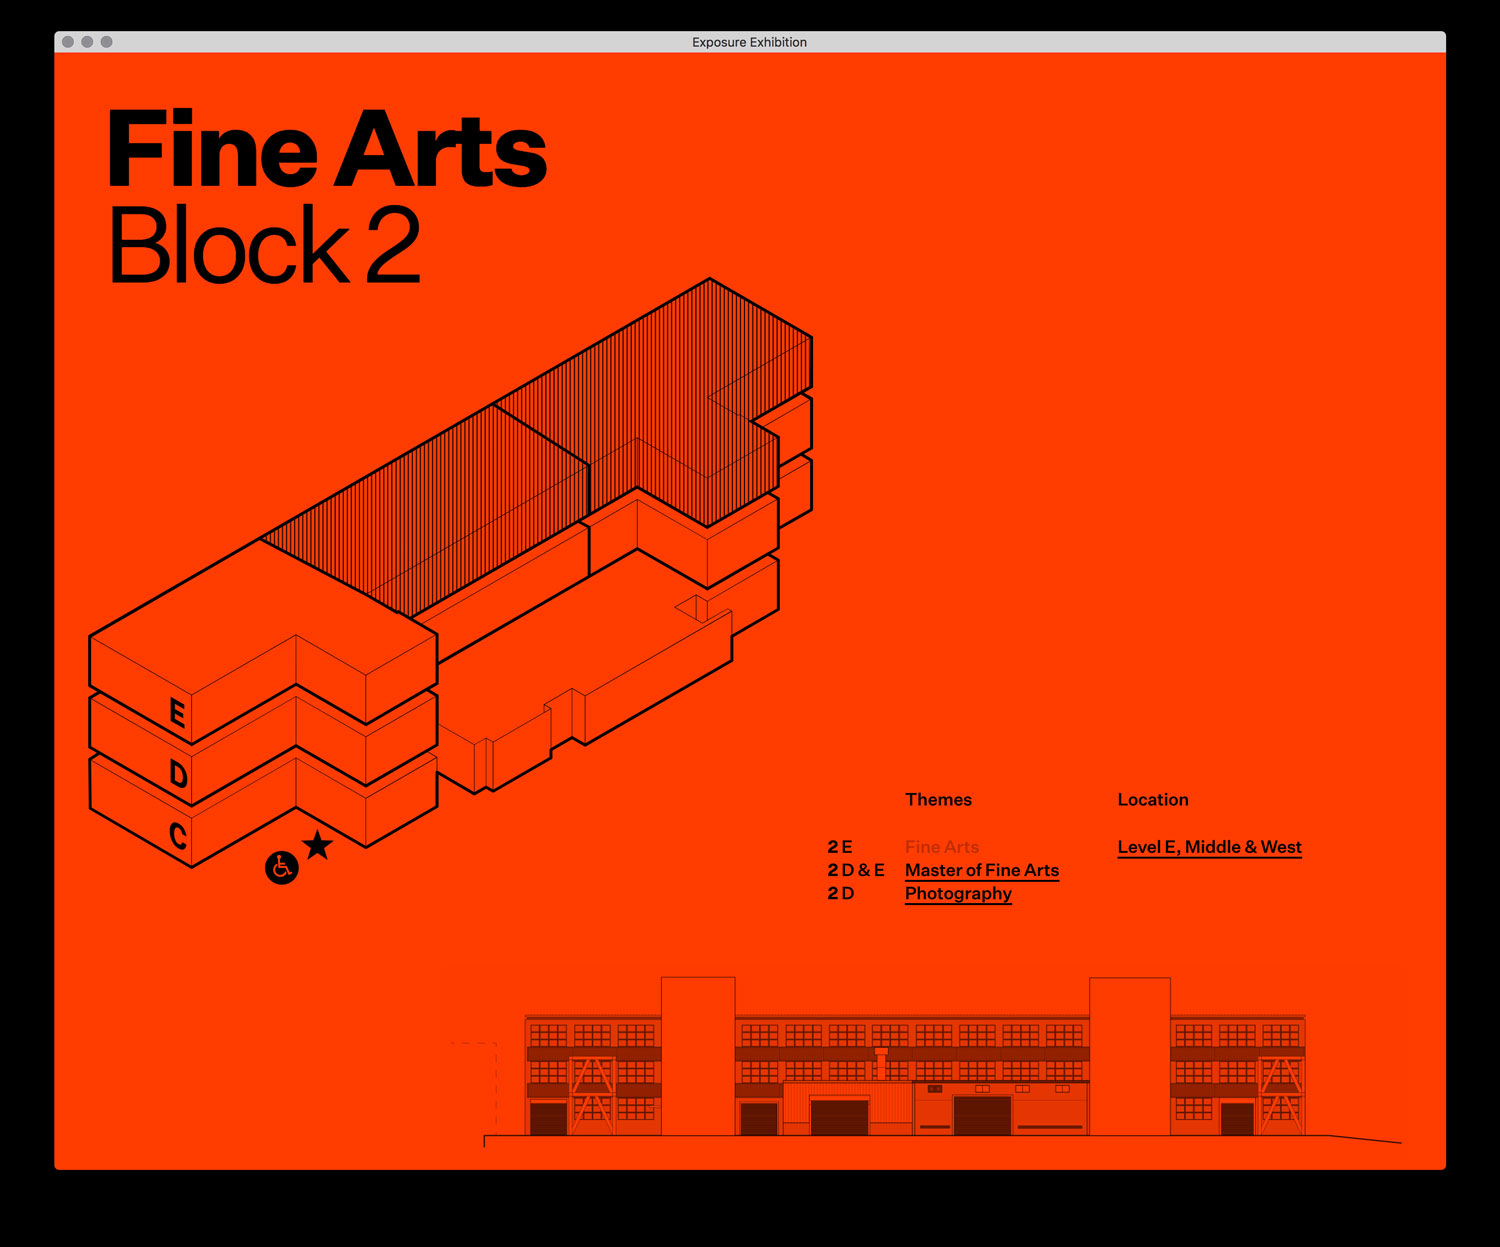 Exposure Exhibition
Fine Arts
Block 2
E
D
C
Themes Location
2 E Fine Arts Level E, Middle & West
2 D & E Master of Fine Arts
2 D Photography